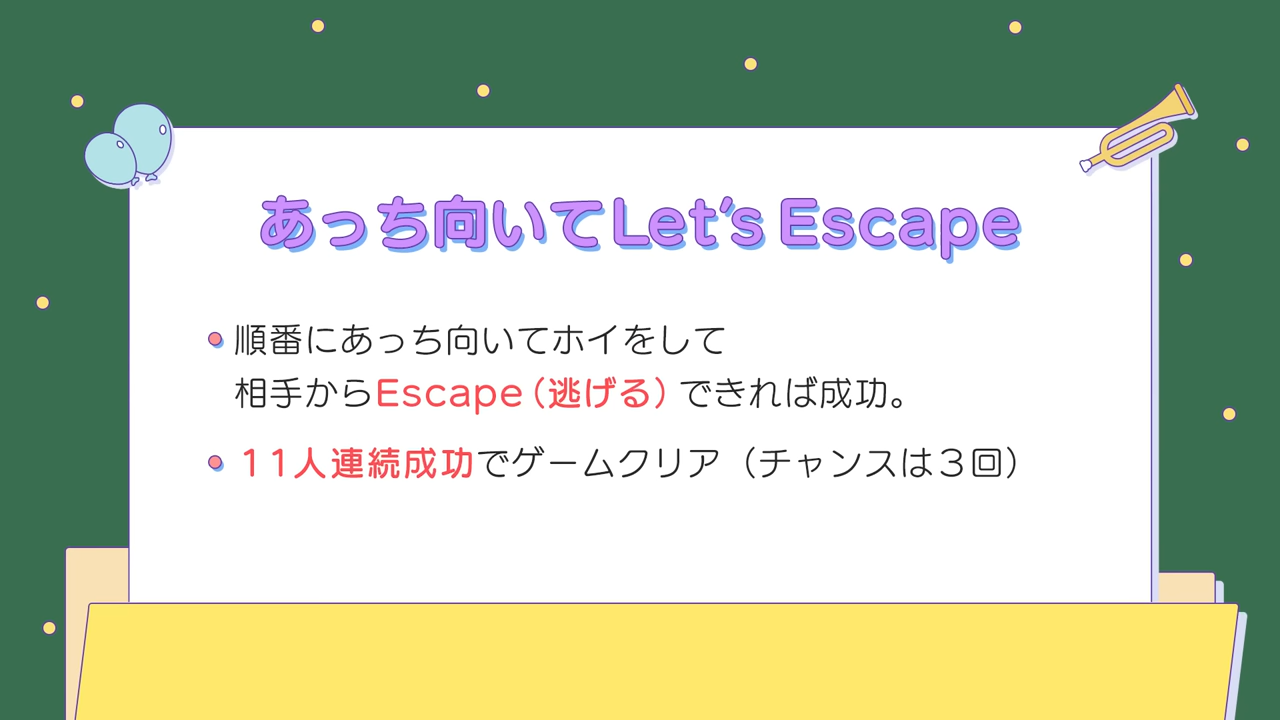 あっち向いてLet's Escape
順番にあっち向いてホイをして
相手からEscape（逃げる）できれば成功。
11人連続成功でゲームクリア（チャンスは3回）